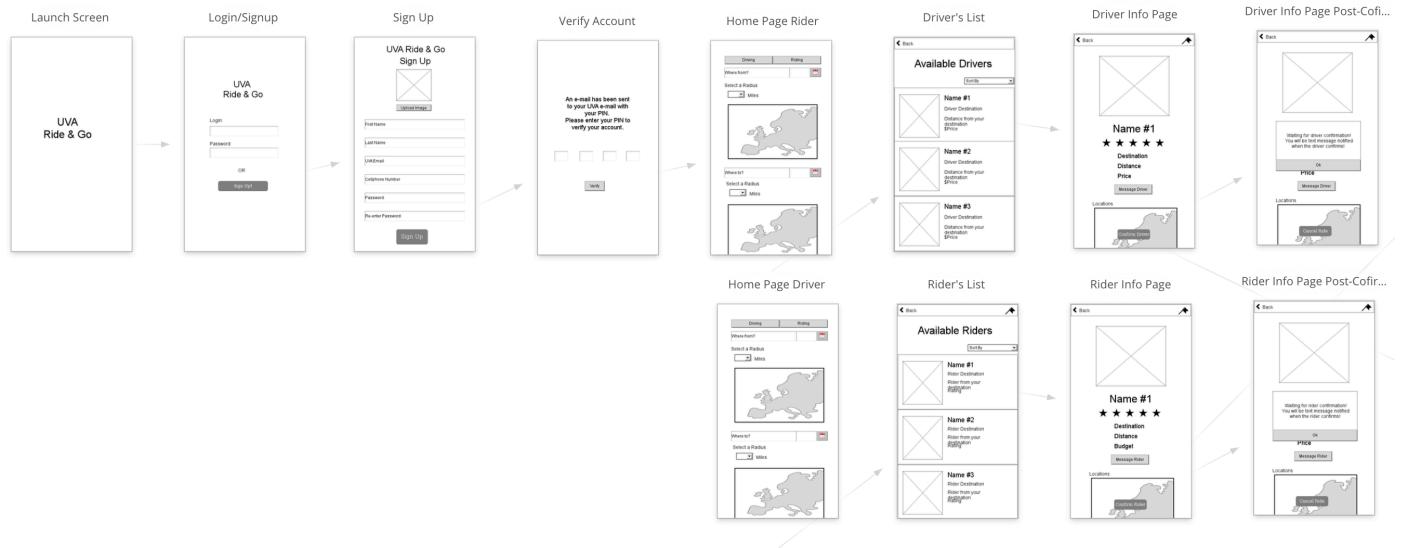 Launch Screen
UVA
Ride & Go
Login/Signup
UVA
Ride & Go
Login
Password
OR
Sign Up!
Sign Up
UVA Ride & Go
Sign Up
Upload Image
First Name
Last Name
UVA Email
Cellphone Number
Password
Re-enter Password
Sign Up
Verify Account
An e-mail has been sent
to your UVA e-mail with
your PIN.
Please enter your PIN to
verify your account.
Verify
Home Page Rider
Driving Riding
Where from?
Select a Radius
Miles
Where to?
Select a Radius
Miles
Driver's List
Back
Available Drivers
Sort By
Name #1
Driver Destination
Distance from your
destination
$Price
Name #2
Driver Destination
Distance from your
destination
$Price
Name #3
Driver Destination
Distance from your
destination
$Price
Driver Info Page
Back
Name #1
★ ★ ★ ★ ★
Destination
Distance
Price
Message Driver
Locations
Confirm Driver
Driver Info Page Post-Cofi...
Back
Waiting for driver confirmation!
You will be text message notified
when the driver confirms!
Ok
Price
Message Driver
Locations
Cancel Ride
Home Page Driver
Driving Riding
Where from?
Select a Radius
Miles
Where to?
Select a Radius
Miles
Rider's List
Back
Available Riders
Sort By
Name #1
Rider Destination
Rider from your
destination
Rating
Name #2
Rider Destination
Rider from your
destination
Rating
Name #3
Rider Destination
Rider from your
destination
Rating
Rider Info Page
Back
Name #1
★ ★ ★ ★ ★
Destination
Distance
Budget
Message Rider
Locations
Confirm Rider
Rider Info Page Post-Cofir...
Back
Waiting for rider confirmation!
You will be text message notified
when the rider confirms!
Ok
Price
Message Rider
Locations
Cancel Ride